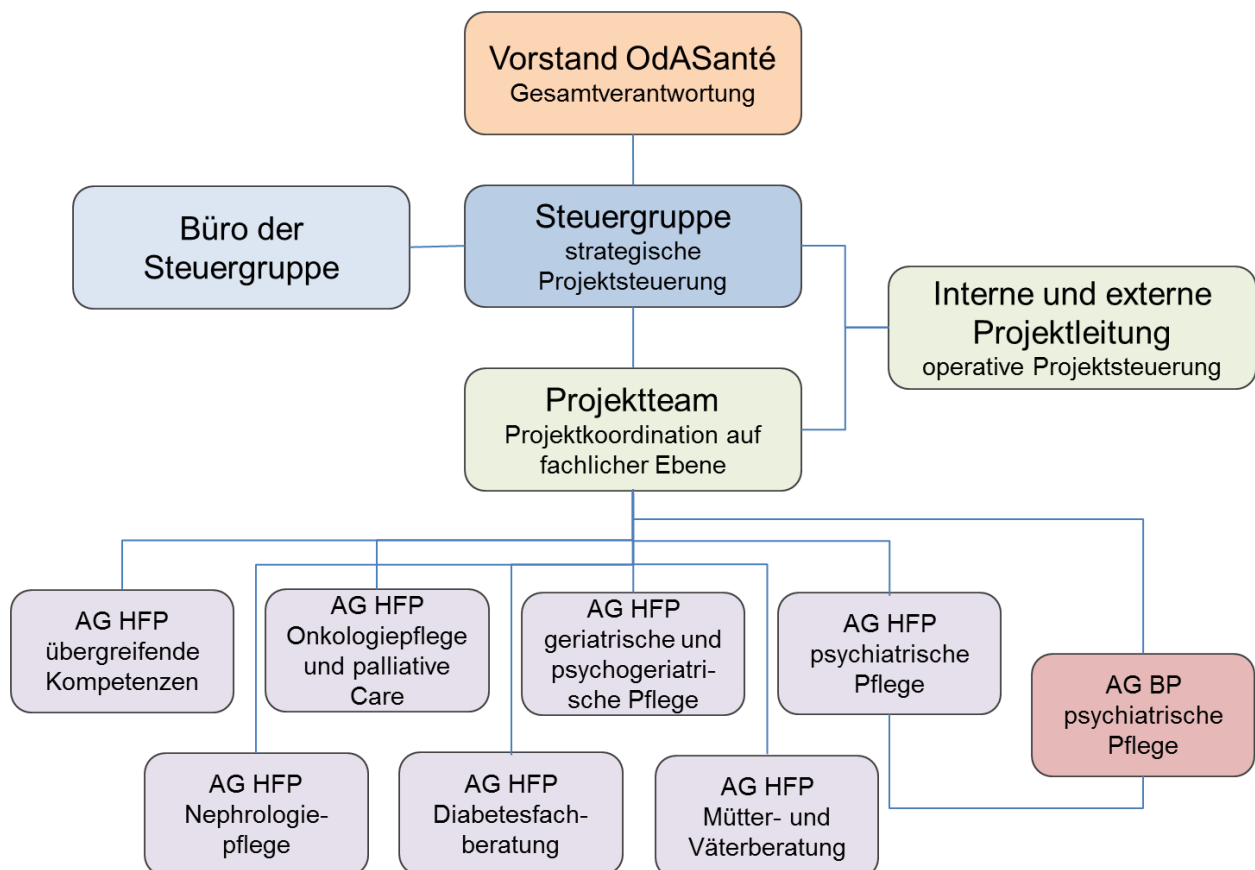 Vorstand OdASanté
Gesamtverantwortung
Büro der
Steuergruppe
Steuergruppe
strategische
Projektsteuerung
Interne und externe
Projektleitung
operative Projektsteuerung
Projektteam
Projektkoordination auf
fachlicher Ebene
AG HFP
übergreifende
Kompetenzen
AG HFP
Onkologiepflege
und palliative
Care
AG HFP
geriatrische und
psychogeriatri-
sche Pflege
AG HFP
psychiatrische
Pflege
AG BP
psychiatrische
Pflege
AG HFP
Nephrologie-
pflege
AG HFP
Diabetesfach-
beratung
AG HFP
Mütter- und
Väterberatung